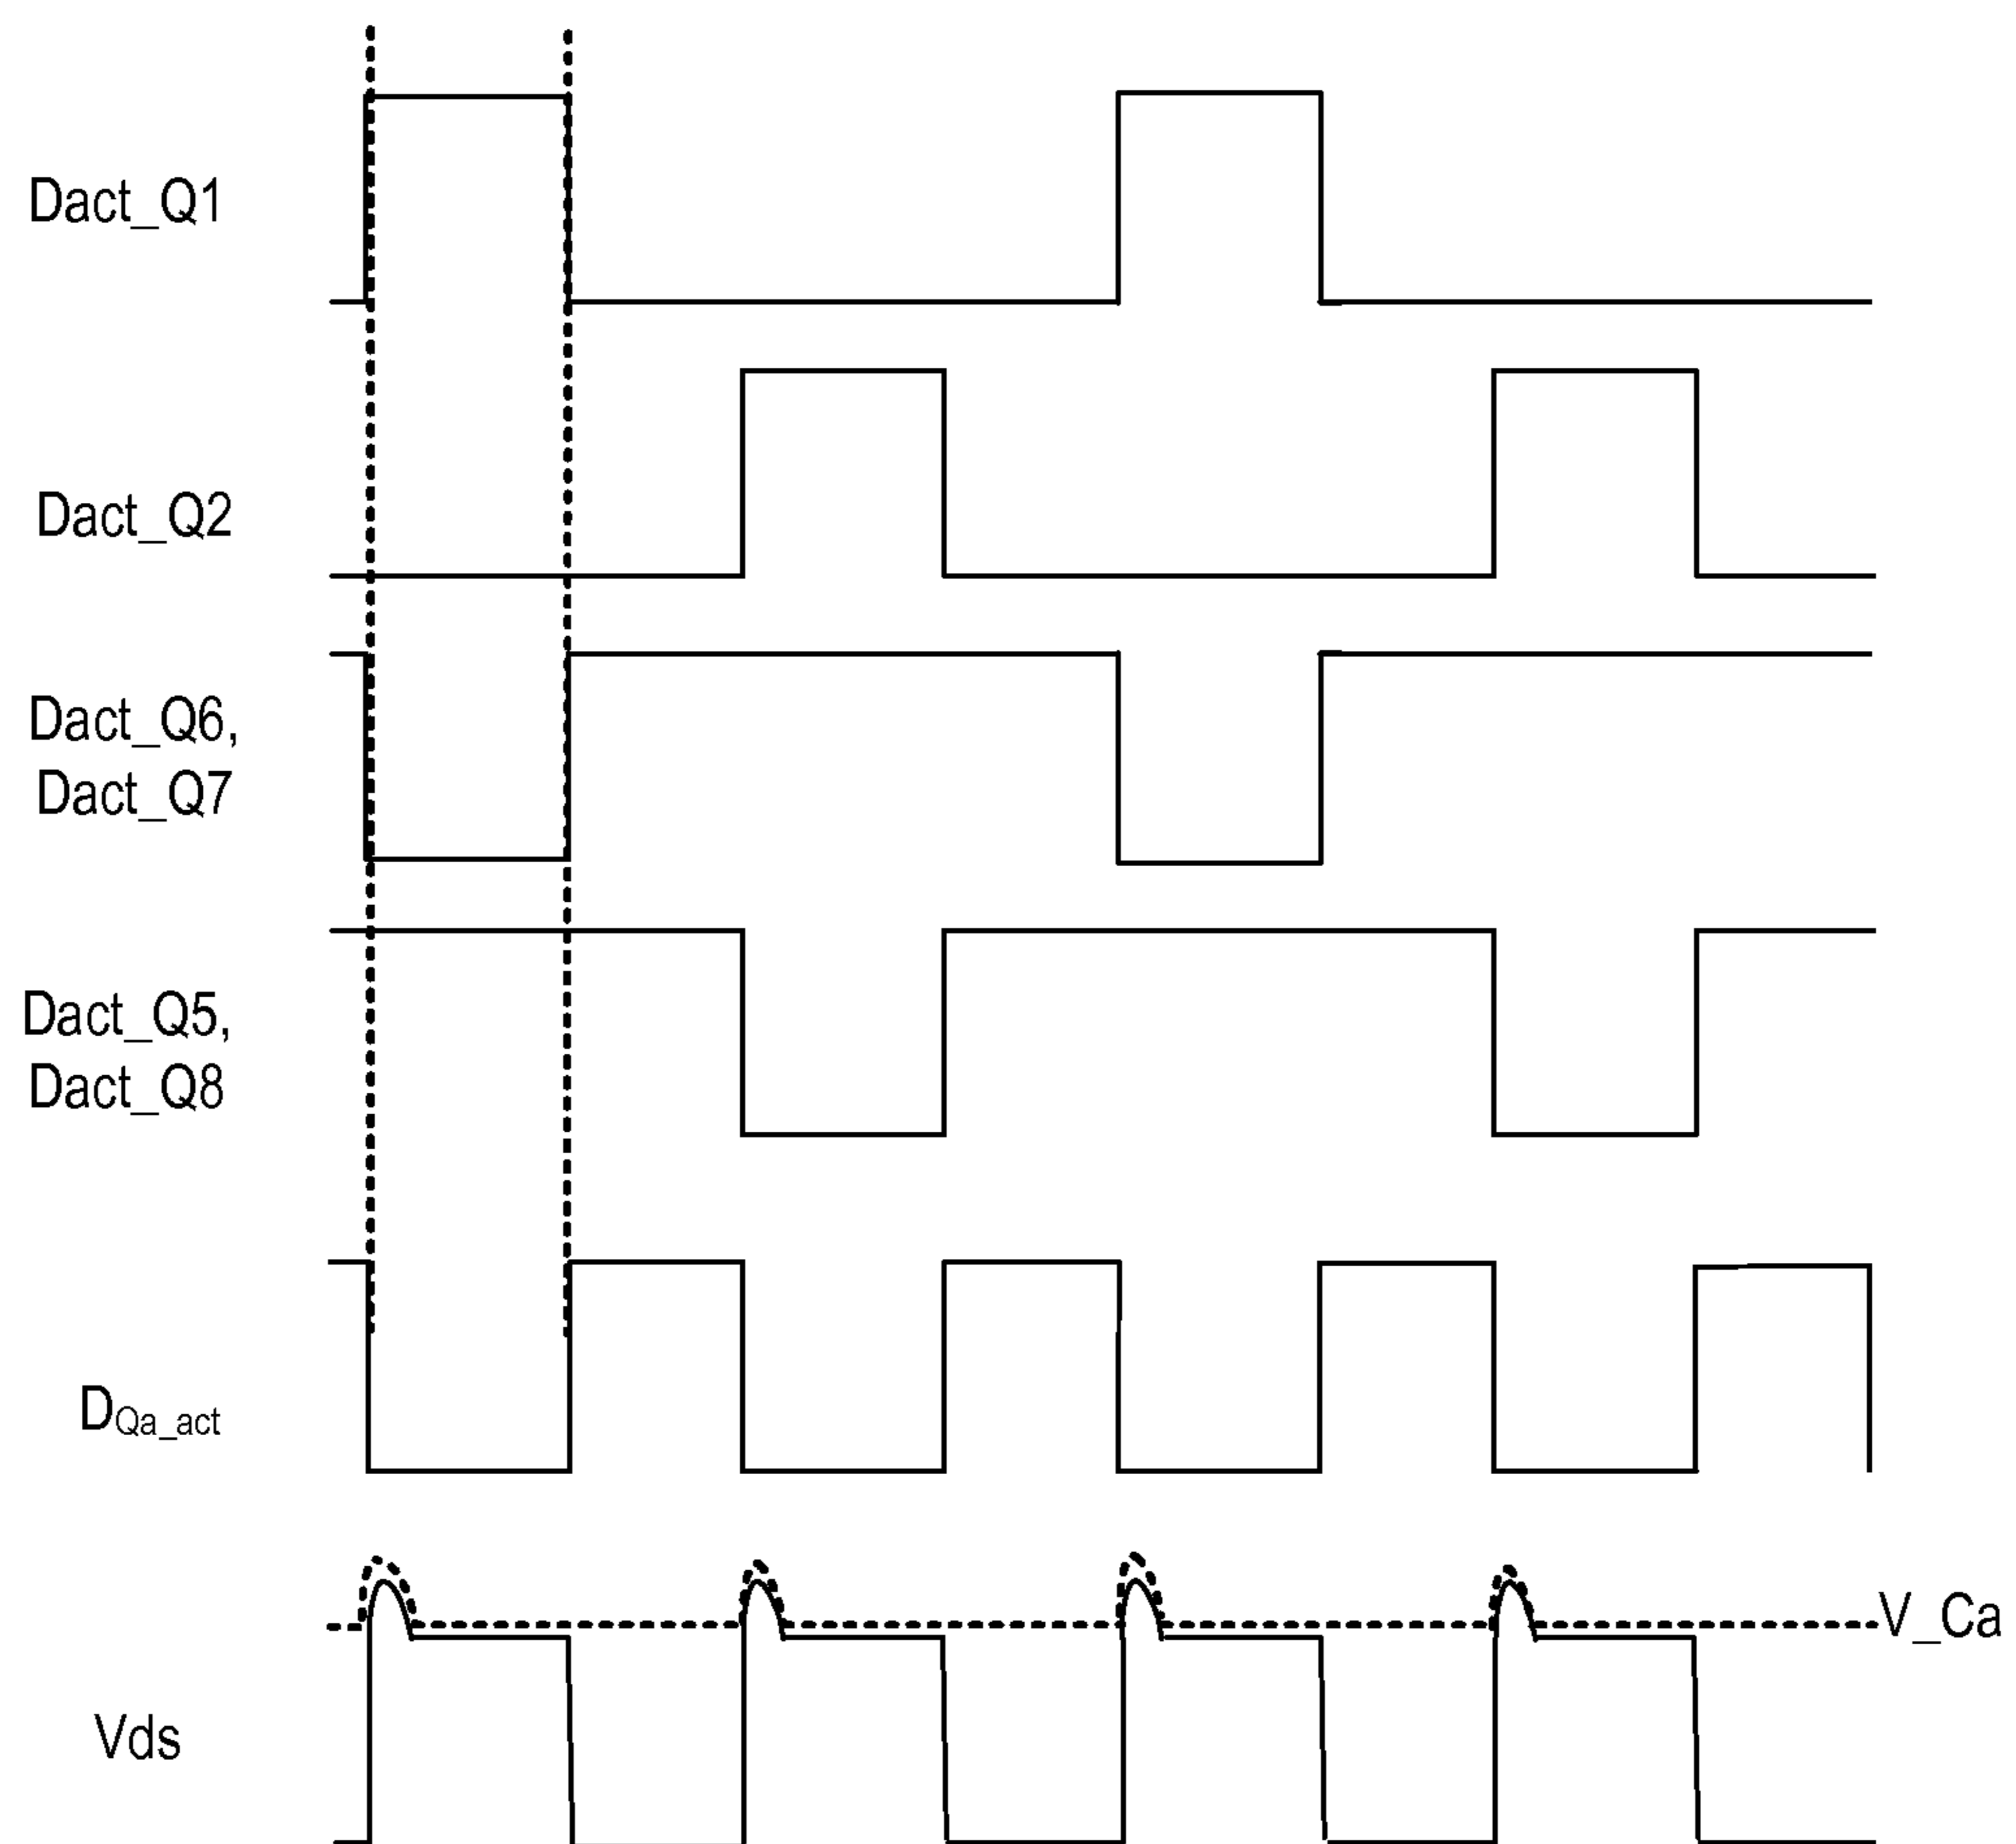 Dact_Q1
Dact_Q2
Dact_Q6,
Dact_Q7
Dact_Q5,
Dact_Q8
DQa_act
V_Ca
Vds